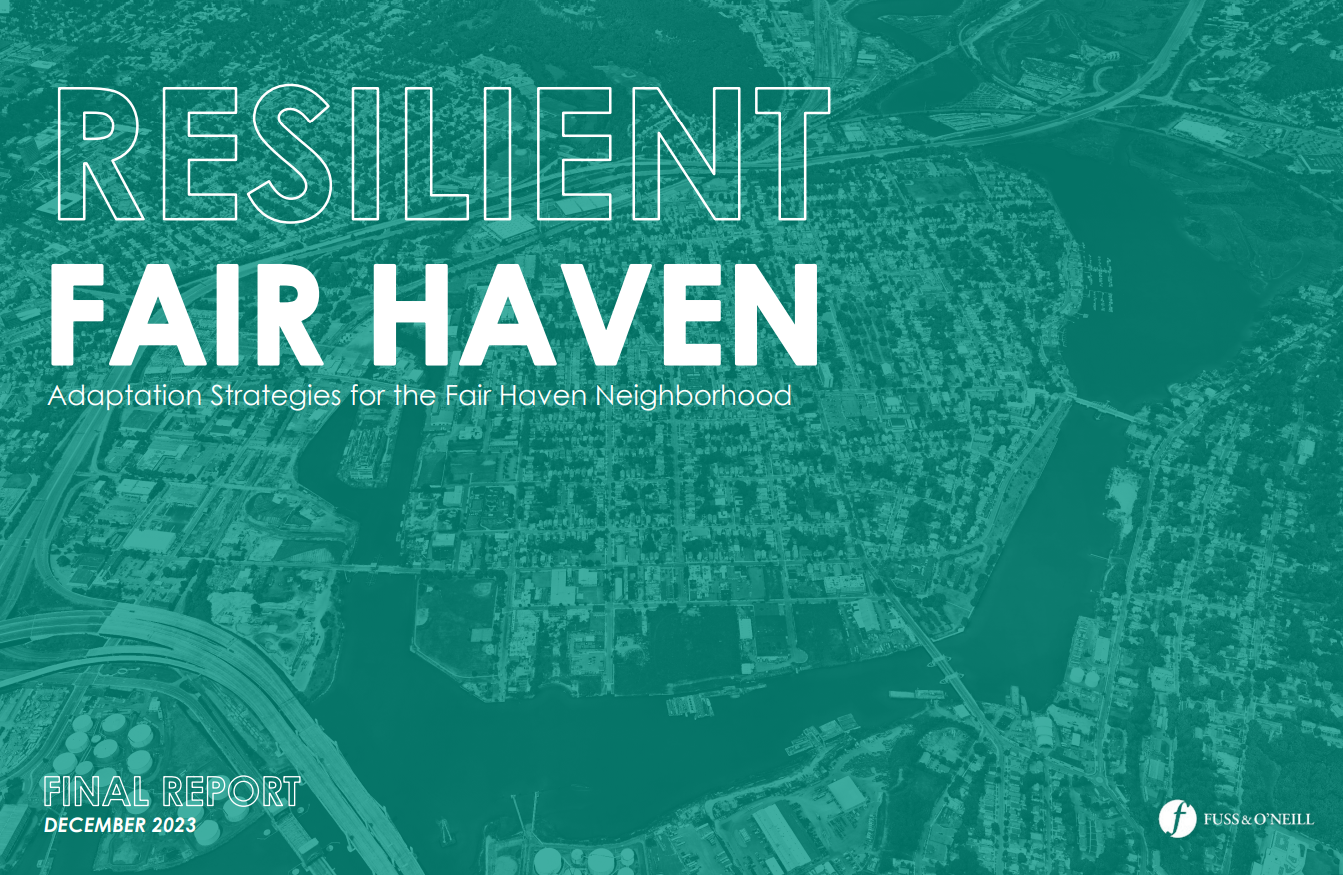 RESILIENT
FAIR HAVEN
Adaptation Strategies for the Fair Haven Neighborhood
FINAL REPORT
DECEMBER 2023
f FUSS & O'NEILL